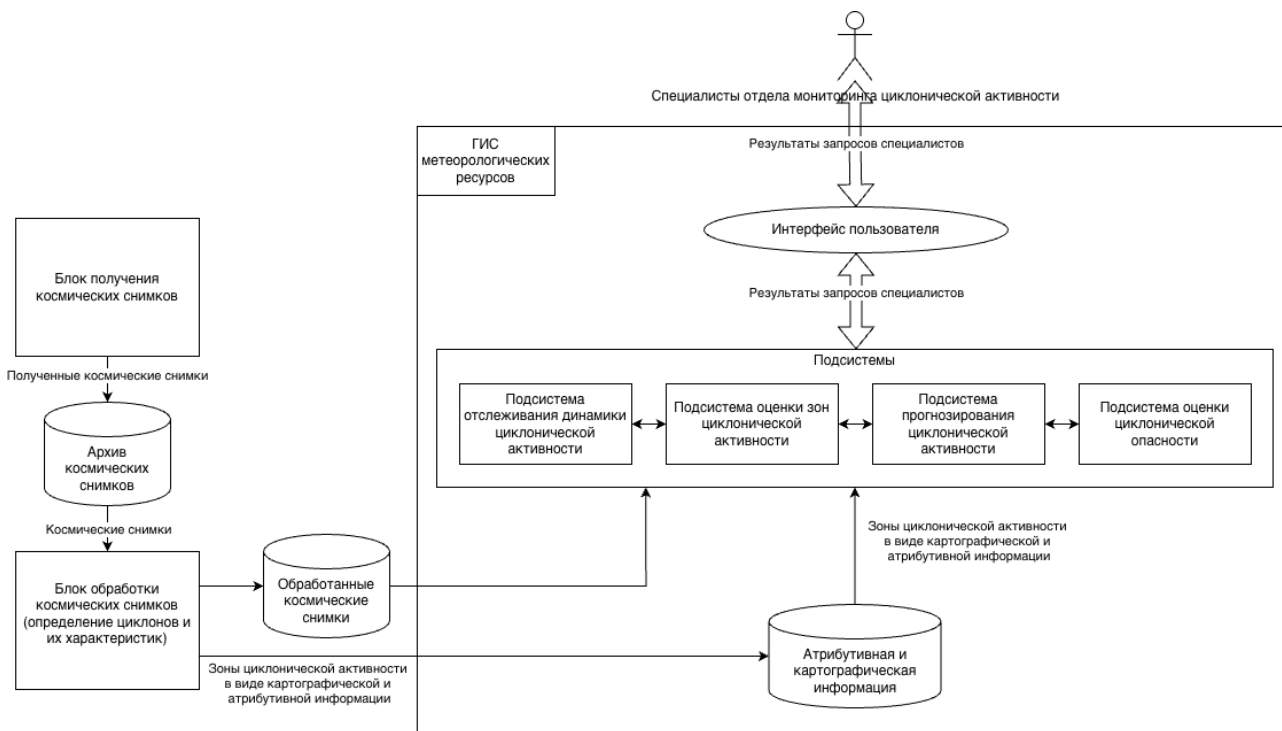 Специалисты отдела мониторинга циклонической активности
ГИС
метеорологических
ресурсов
Результаты запросов специалистов
Интерфейс пользователя
Результаты запросов специалистов
Блок получения
космических снимков
Полученные космические снимки
Архив
космических
снимков
Космические снимки
Подсистемы
Подсистема
отслеживания динамики
циклонической
активности
Подсистема оценки зон
циклонической
активности
Подсистема
прогнозирования
циклонической
активности
Подсистема оценки
циклонической
опасности
Блок обработки
космических снимков
(определение циклонов и
их характеристик)
Обработанные
космические
снимки
Зоны циклонической активности
в виде картографической и
атрибутивной информации
Зоны циклонической активности
в виде картографической и
атрибутивной информации
Атрибутивная и
картографическая
информация